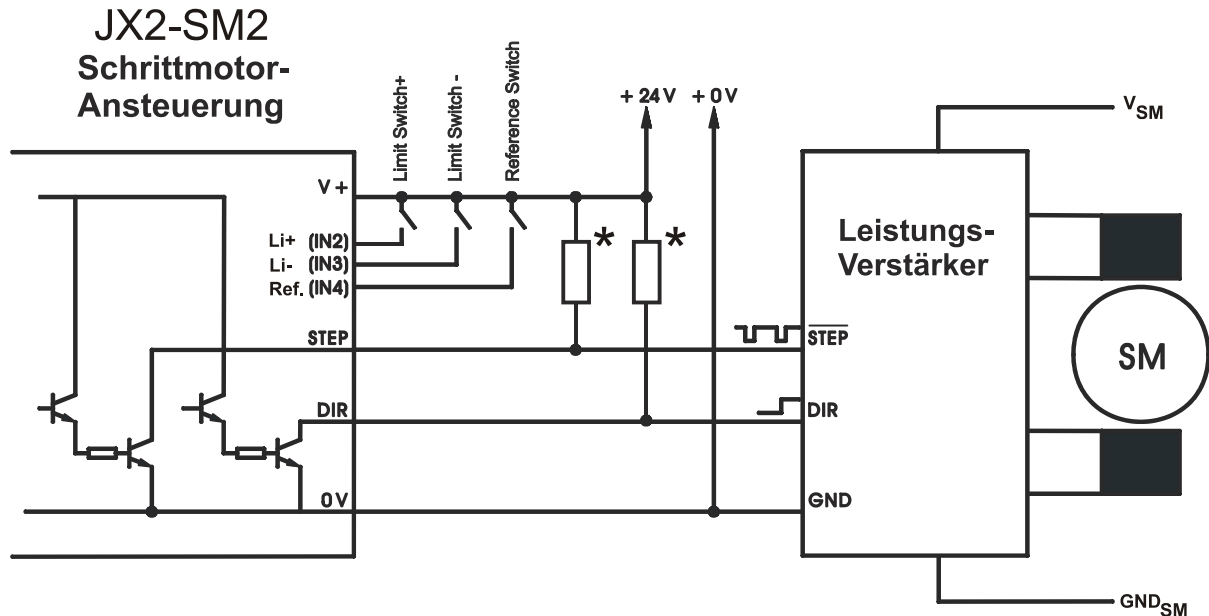 JX2-SM2
Schrittmotor-
Ansteuerung
Limit Switch+
Limit Switch -
Reference Switch
+ 24 V
+ 0 V
V SM
V +
Li+ (IN2)
Li- (IN3)
Ref. (IN4)
* *
Leistungs-
Verstärker
STEP
STEP
SM
DIR
DIR
0 V
GND
GND SM